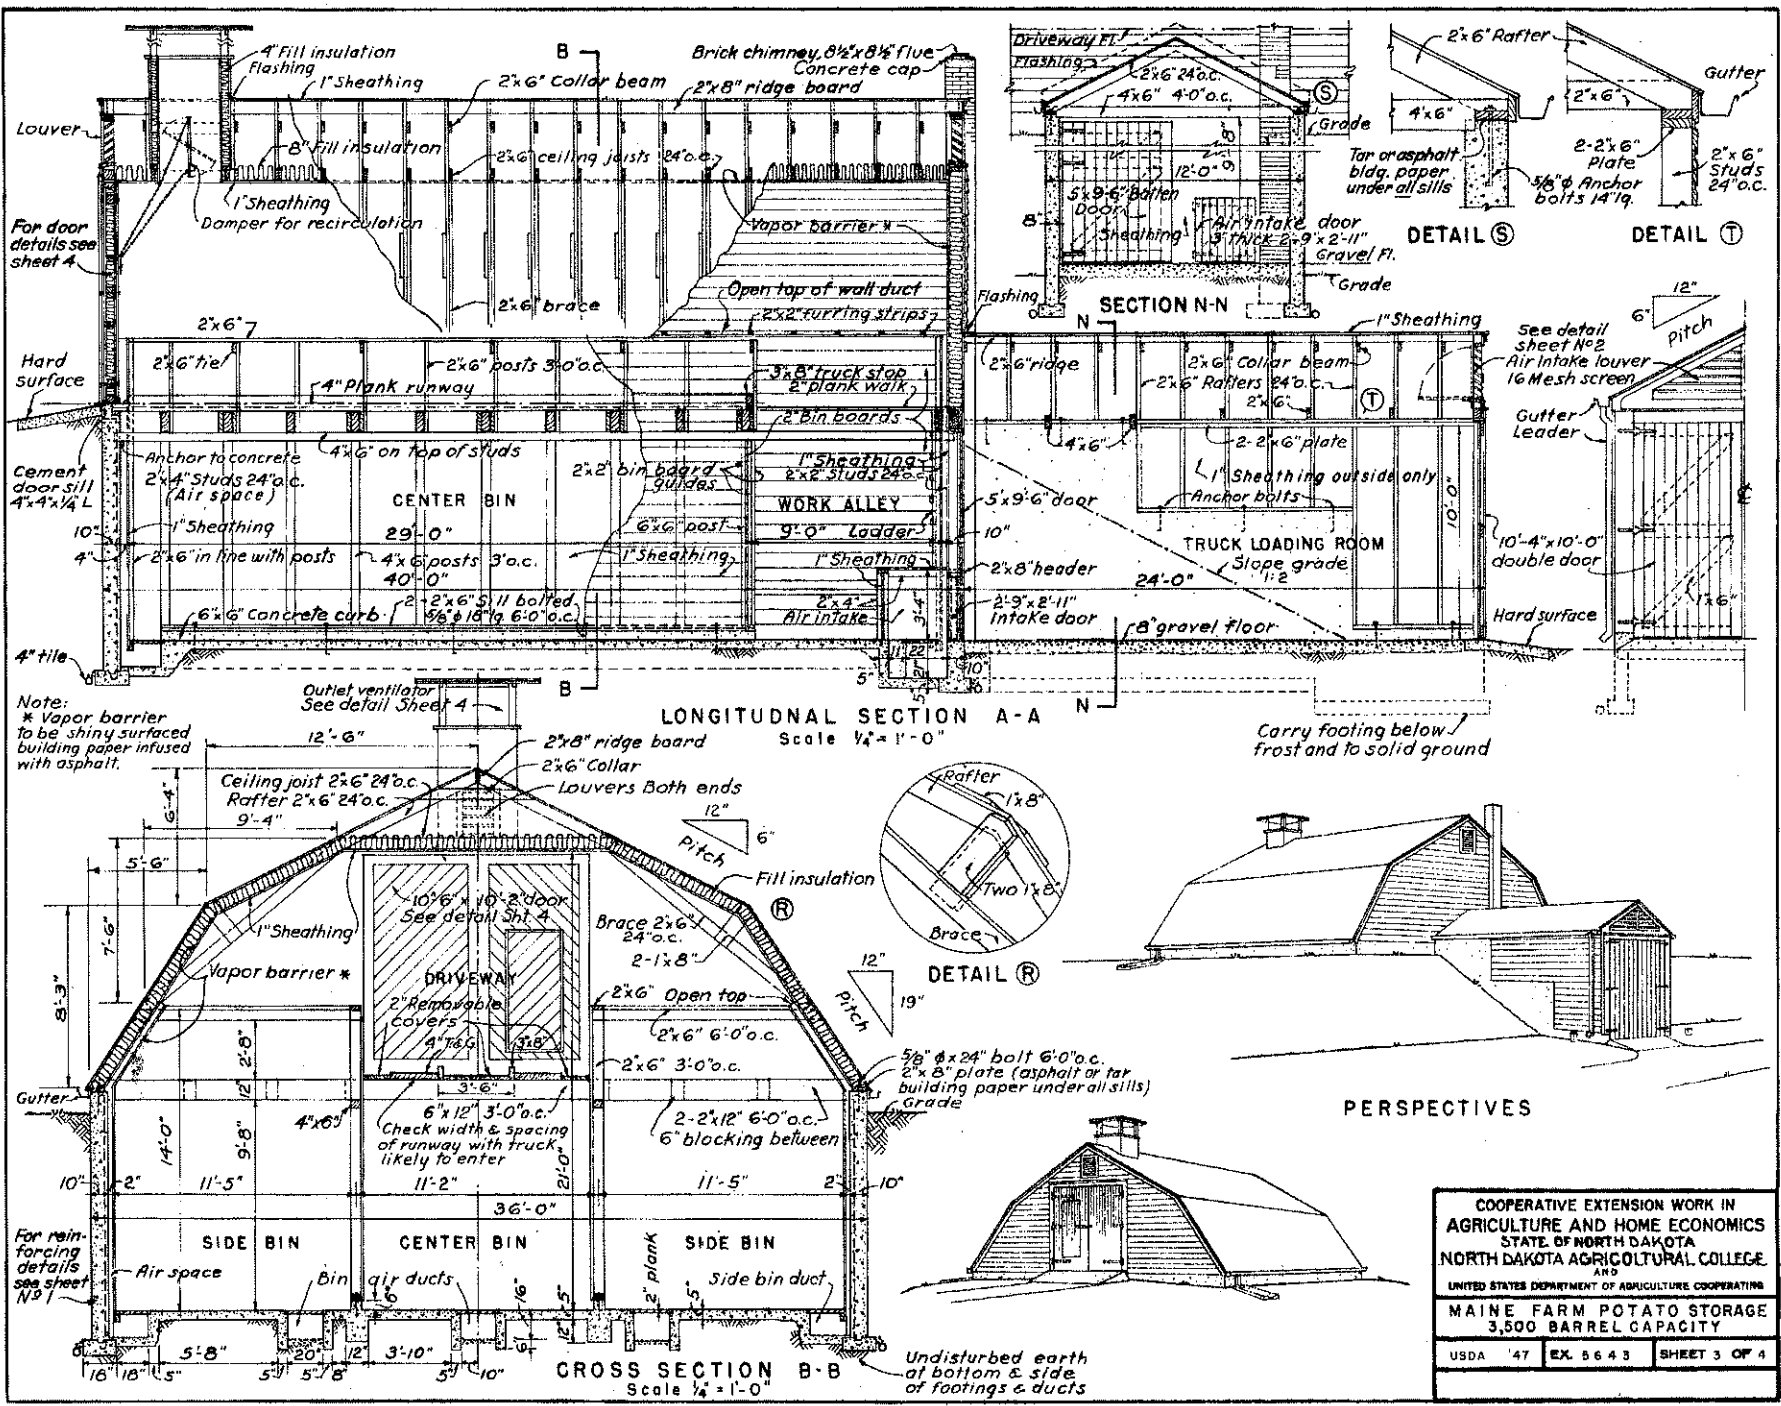 4" Fill insulation
Flashing
1" Sheathing
B
2"x6" Collar beam
Brick chimney, 8½"x8½" flue
Concrete cap
2"x8" ridge board
Louver
8" Fill insulation
2"x6" ceiling joists 24"o.c.
1" Sheathing
Damper for recirculation
Vapor barrier *
For door
details see
sheet 4
Open top of wall duct
2"x6" brace
2"x2" furring strips
Flashing
2"x6"
Hard
surface
2"x6" tie
2"x6" posts 3'-0"o.c.
3"x8" truck stop
2" plank walk
4" Plank runway
2" Bin boards
Anchor to concrete
4"x6" on top of studs
Cement
door sill
4"x4"x¼" L
2"x4" Studs 24"o.c.
(Air space)
2"x2" bin board
guides
1" Sheathing
2"x2" studs 24"o.c.
CENTER BIN
WORK ALLEY
5'x9'-6" door
10"
1" Sheathing
29'-0"
6"x6" post
9'-0"
Ladder
10"
4"
2"x6" in line with posts
4"x6" posts 3'o.c.
1" Sheathing
1" Sheathing
40'-0"
2"x8" header
6"x6" Concrete curb
2-2"x6" Sill bolted
5/8"φ 18"lg 6'-0"o.c.
2"x4"
Air intake
3'-4"
2'-9"x2'-11"
Intake door
8" gravel floor
4" tile
5"
11"
22"
10"
B
N
LONGITUDNAL SECTION A-A
Scale ¼"=1'-0"
Driveway Fl.
Flashing
2"x6" 24"o.c.
4"x6" 4'-0"o.c.
S
Grade
9'-8"
12'-0"
5'x9'-6" Batten
Door
8"
Sheathing
Air intake door
3" thick 2'-9"x2'-11"
Gravel Fl.
Grade
SECTION N-N
2"x6" Rafter
4"x6"
Tar or asphalt
bldg. paper
under all sills
5/8"φ Anchor
bolts 14"lg.
DETAIL S
2"x6"
Gutter
2-2"x6"
Plate
2"x6"
Studs
24"o.c.
DETAIL T
N
1" Sheathing
2"x6" ridge
2"x6" Collar beam
2"x6" Rafters 24"o.c.
2"x6"
T
4"x6"
2-2"x6" plate
1" Sheathing outside only
Anchor bolts
10'-0"
TRUCK LOADING ROOM
Slope grade
1:2
24'-0"
10'-4"x10'-0"
double door
Hard surface
12"
6"
Pitch
See detail
sheet Nº2
Air intake louver
16 Mesh screen
Gutter
Leader
1"x6"
Carry footing below
frost and to solid ground
Note:
* Vapor barrier
to be shiny surfaced
building paper infused
with asphalt.
Outlet ventilator
See detail Sheet 4
12'-6"
2"x8" ridge board
2"x6" Collar
Louvers Both ends
Ceiling joist 2"x6" 24"o.c.
Rafter 2"x6" 24"o.c.
6'-4"
9'-4"
12"
6"
Pitch
5'-6"
Fill insulation
R
10'-6" x 10'-2" door
See detail Sht. 4
Brace 2"x6"
24"o.c.
1" Sheathing
7'-6"
2-1"x8"
Vapor barrier *
DRIVEWAY
12"
19"
Pitch
8'-3"
2" Removable
covers
2"x6"
Open top
2"x6" 6'-0"o.c.
4" T&G
3"x8"
2"x6" 3'-0"o.c.
2'-8"
3'-6"
5/8"φx24" bolt 6'-0"o.c.
2"x8" plate (asphalt or tar
building paper under all sills)
Grade
Gutter
12"
4"x6"
6"x12" 3'-0"o.c.
Check width & spacing
of runway with truck
likely to enter
2-2"x12" 6'-0"o.c.
6" blocking between
14'-0"
9'-8"
21'-0"
10"
2"
11'-5"
11'-2"
11'-5"
2"
10"
36'-0"
SIDE BIN
CENTER BIN
SIDE BIN
For rein-
forcing
details
see sheet
Nº 1
Air space
Bin air ducts
6"
16"
5"
2" plank
5"
Side bin duct
12"
6"
18"
18"
5"
5'-8"
5"
20"
5"
8"
12"
3'-10"
5"
10"
CROSS SECTION B-B
Scale ¼"=1'-0"
Undisturbed earth
at bottom & side
of footings & ducts
Rafter
1"x8"
Two 1"x8"
Brace
DETAIL R
PERSPECTIVES
COOPERATIVE EXTENSION WORK IN
AGRICULTURE AND HOME ECONOMICS
STATE OF NORTH DAKOTA
NORTH DAKOTA AGRICOLTURAL COLLEGE
AND
UNITED STATES DEPARTMENT OF AGRICULTURE COOPERATING
MAINE FARM POTATO STORAGE
3,500 BARREL CAPACITY
USDA '47
EX. 5643
SHEET 3 OF 4